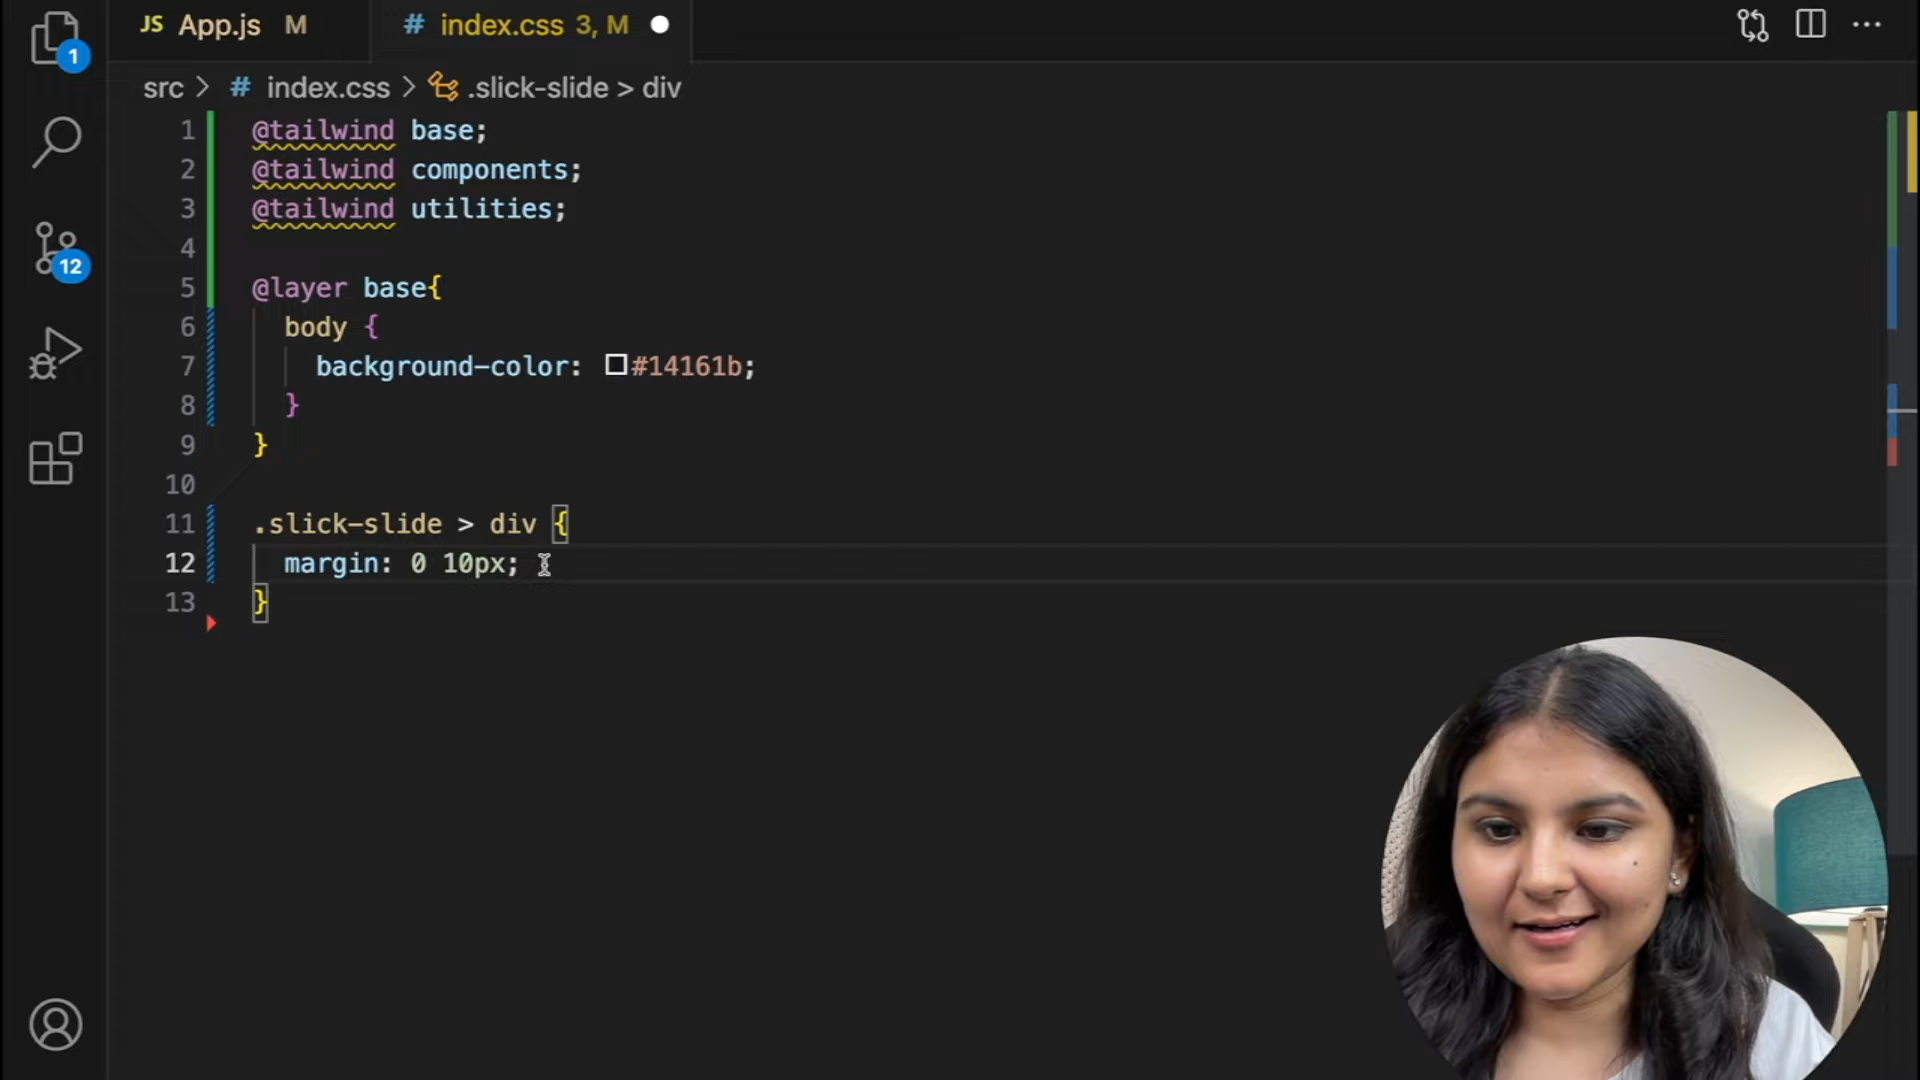 JS App.js M # index.css 3, M
src > # index.css > .slick-slide > div
1 @tailwind base;
2 @tailwind components;
3 @tailwind utilities;
4
5 @layer base{
6 body {
7 background-color: #14161b;
8 }
9 }
10
11 .slick-slide > div {
12 margin: 0 10px;
13 }
1
12